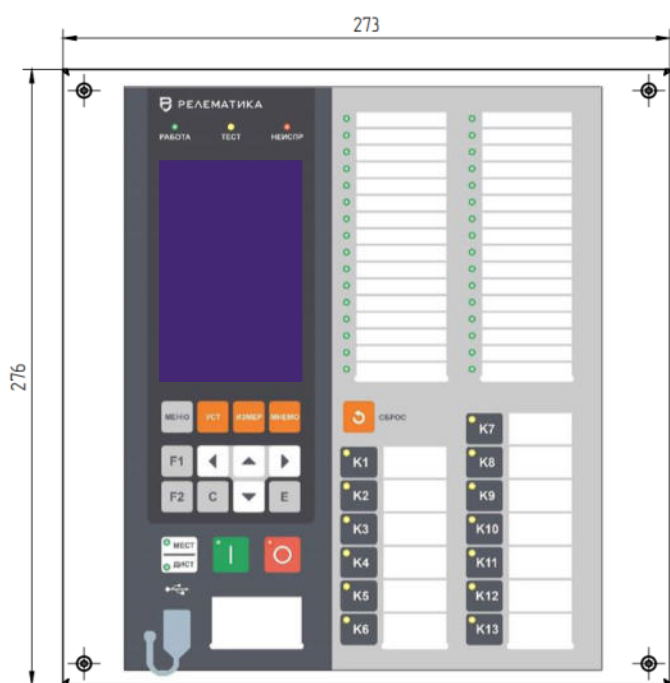 273
276
РЕЛЕМАТИКА
РАБОТА ТЕСТ НЕИСПР
МЕНЮ УСТ ИЗМЕР МНЕМО
F1
F2 C E
МЕСТ
ДИСТ
СБРОС
K1
K2
K3
K4
K5
K6
K7
K8
K9
K10
K11
K12
K13